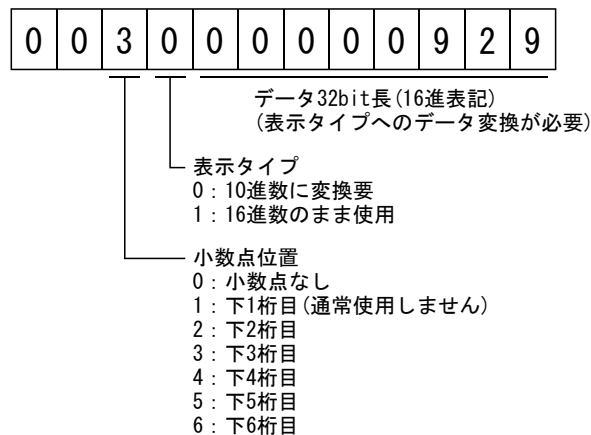 0 0 3 0 0 0 0 0 0 9 2 9
データ32bit長(16進表記)
(表示タイプへのデータ変換が必要)
表示タイプ
0：10進数に変換要
1：16進数のまま使用
小数点位置
0：小数点なし
1：下1桁目(通常使用しません)
2：下2桁目
3：下3桁目
4：下4桁目
5：下5桁目
6：下6桁目